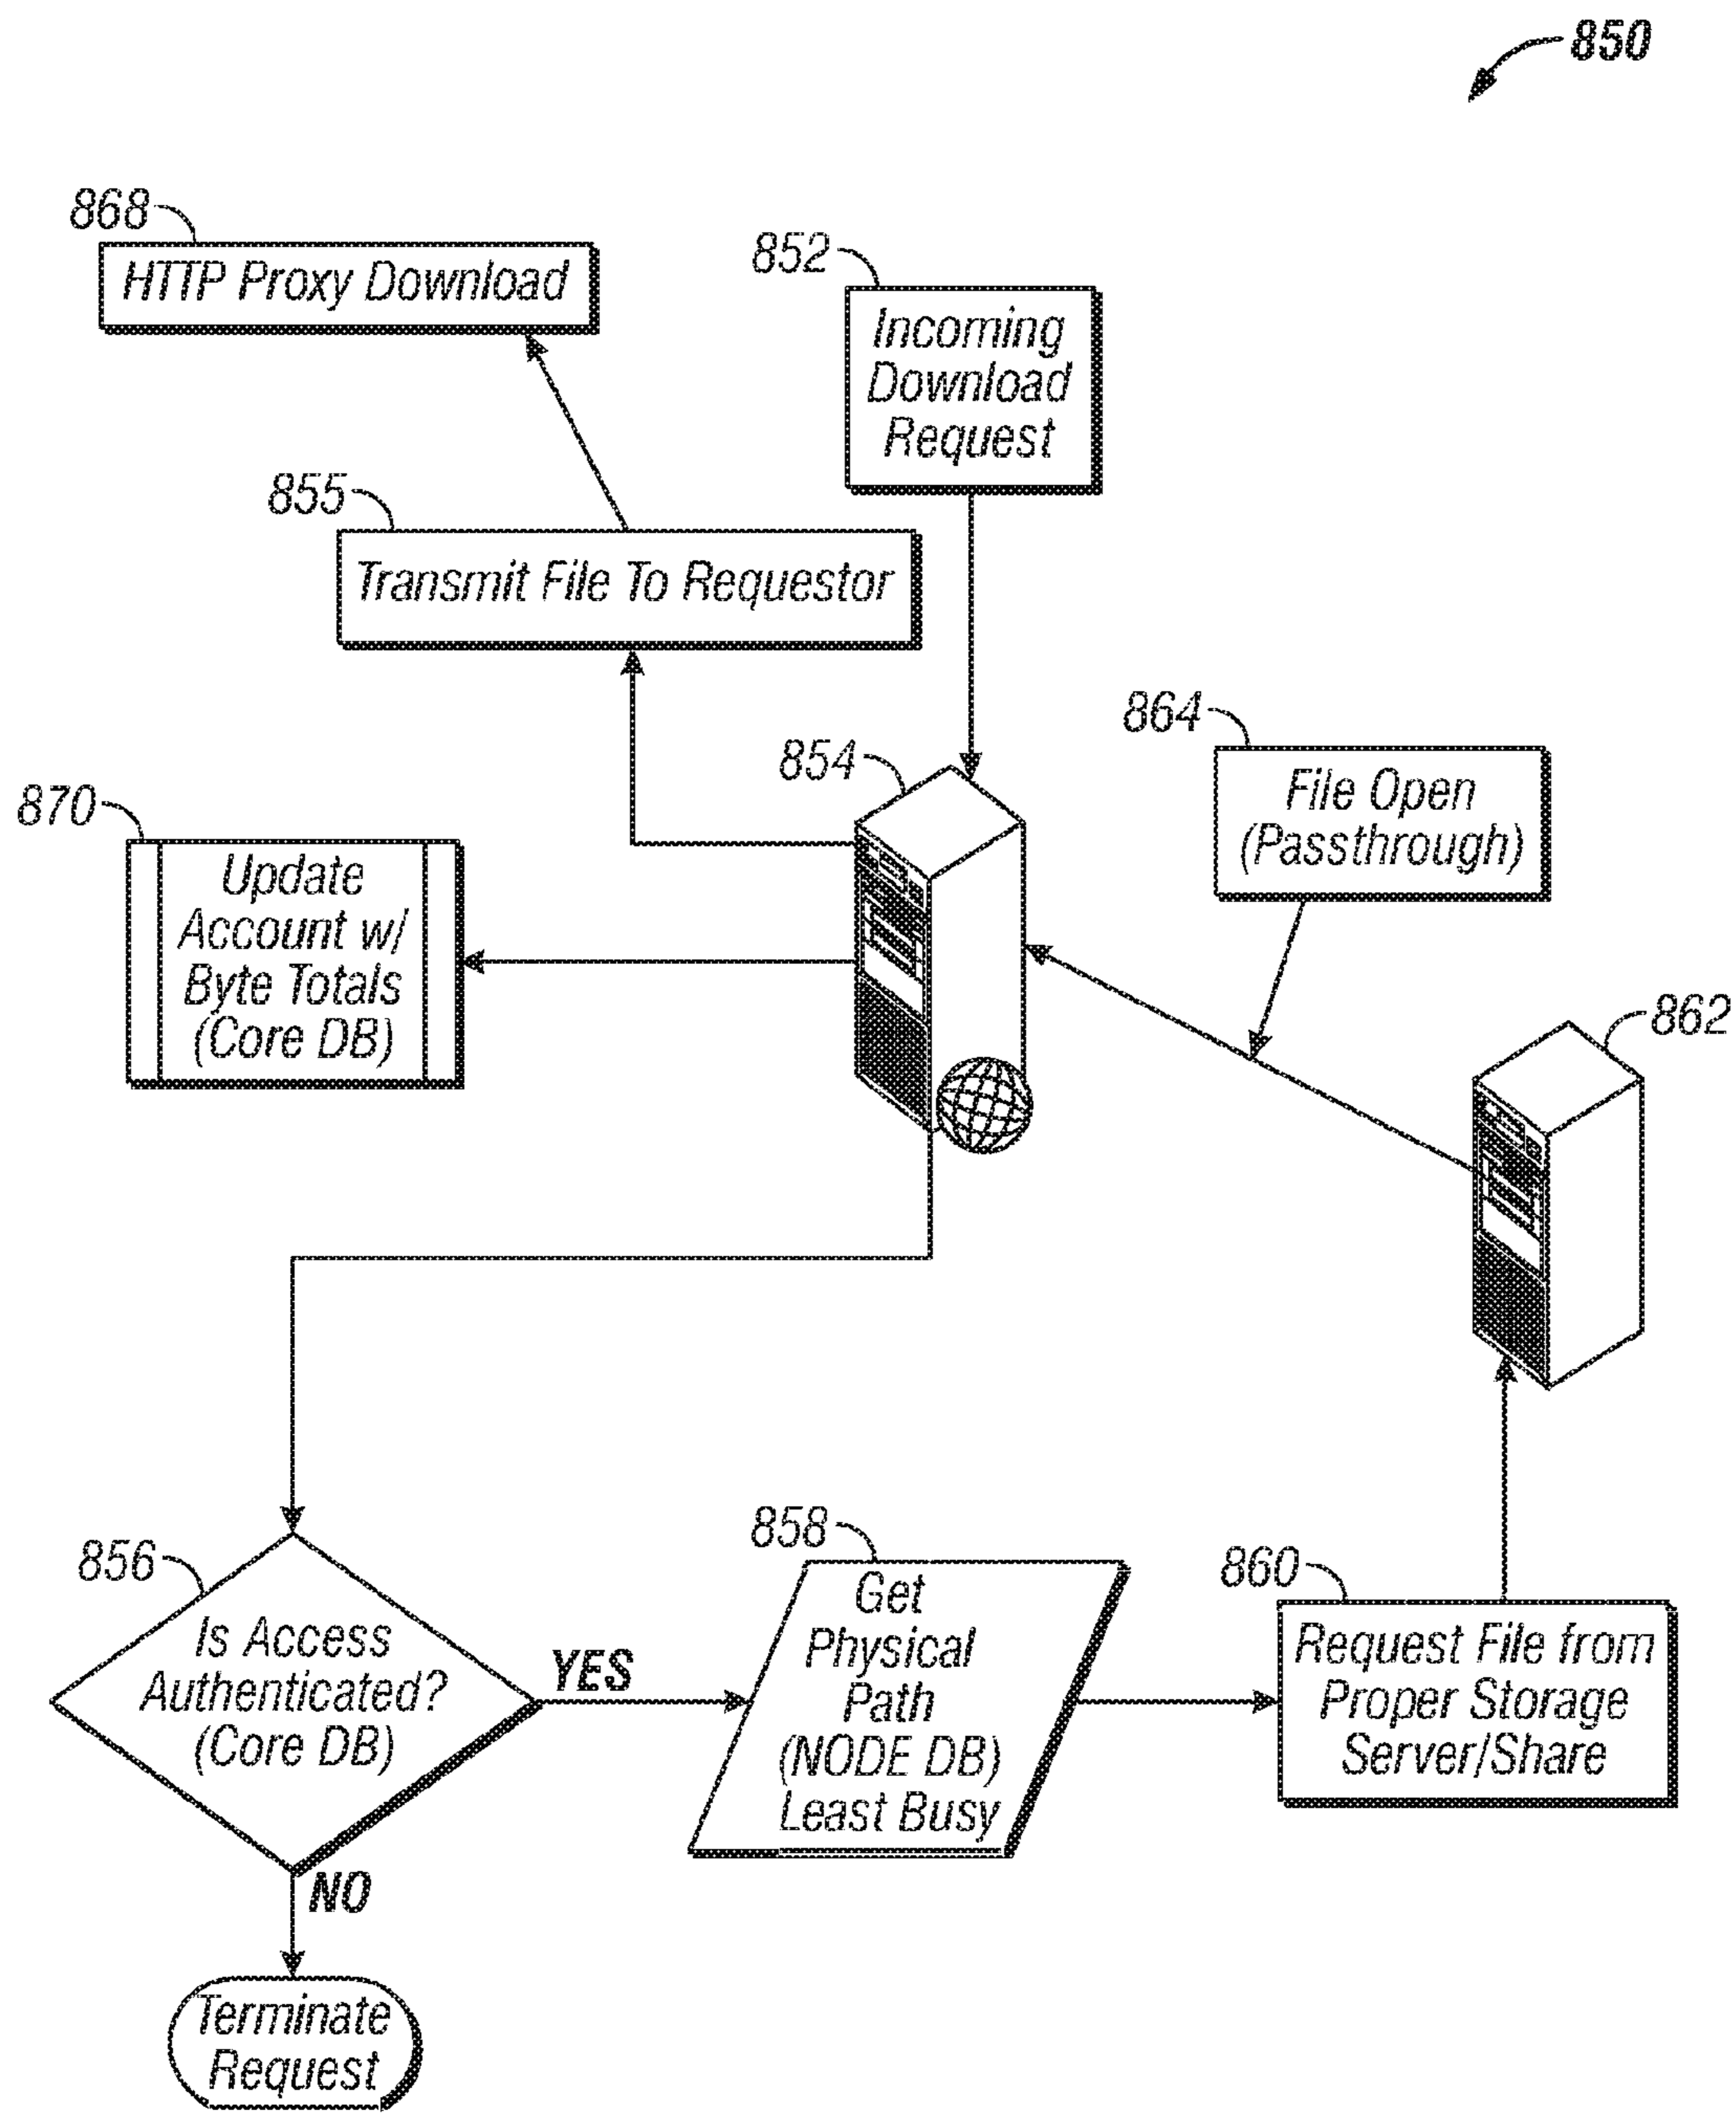 850
868
HTTP Proxy Download
852
Incoming
Download
Request
855
Transmit File To Requestor
864
File Open
(Passthrough)
854
870
Update
Account w/
Byte Totals
(Core DB)
862
856
Is Access
Authenticated?
(Core DB)
YES
NO
858
Get
Physical
Path
(NODE DB)
Least Busy
860
Request File from
Proper Storage
Server/Share
Terminate
Request